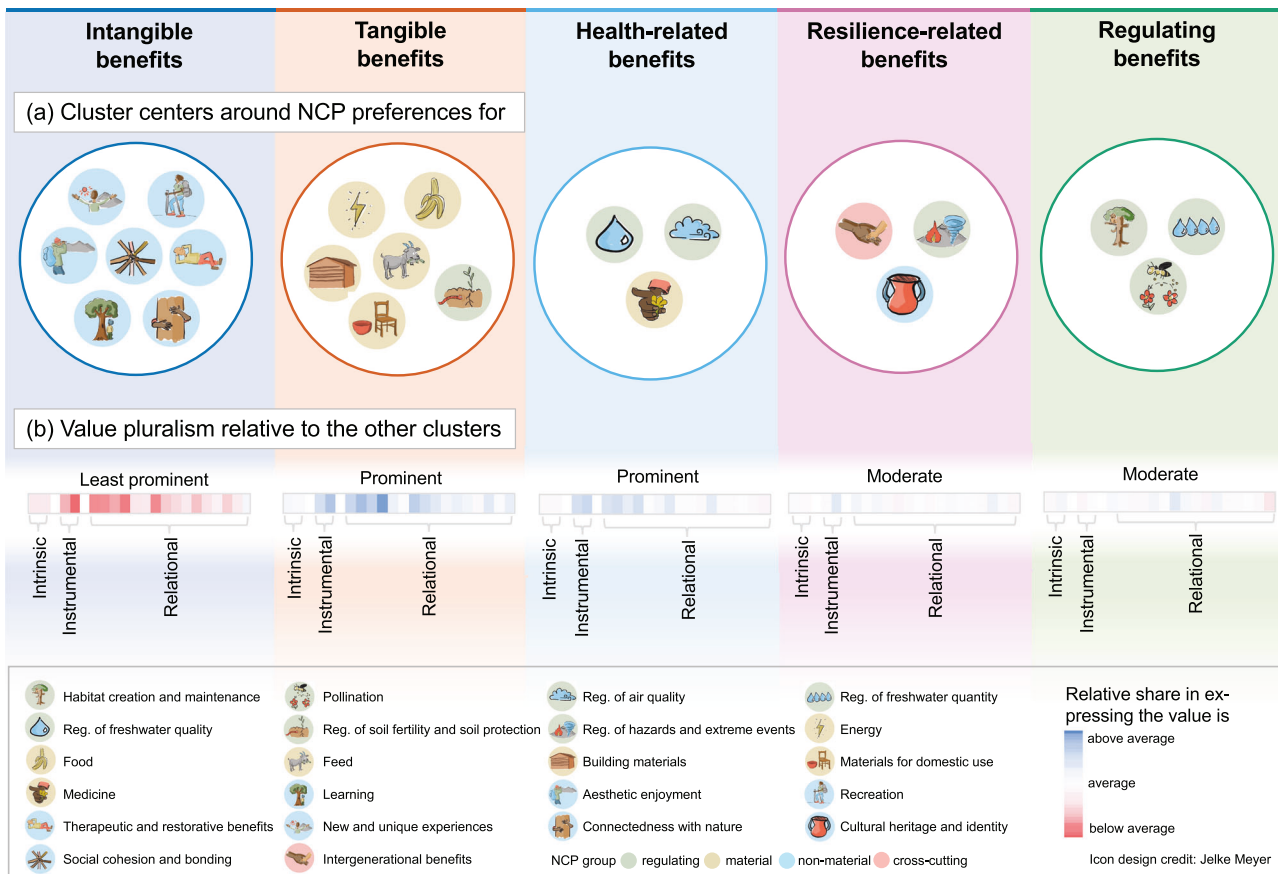 Intangible
benefits
Tangible
benefits
Health-related
benefits
Resilience-related
benefits
Regulating
benefits
(a) Cluster centers around NCP preferences for
(b) Value pluralism relative to the other clusters
Least prominent
Prominent
Prominent
Moderate
Moderate
Intrinsic
Instrumental
Relational
Intrinsic
Instrumental
Relational
Intrinsic
Instrumental
Relational
Intrinsic
Instrumental
Relational
Intrinsic
Instrumental
Relational
Habitat creation and maintenance
Pollination
Reg. of air quality
Reg. of freshwater quantity
Reg. of freshwater quality
Reg. of soil fertility and soil protection
Reg. of hazards and extreme events
Energy
Food
Feed
Building materials
Materials for domestic use
Medicine
Learning
Aesthetic enjoyment
Recreation
Therapeutic and restorative benefits
New and unique experiences
Connectedness with nature
Cultural heritage and identity
Social cohesion and bonding
Intergenerational benefits
NCP group regulating material non-material cross-cutting
Relative share in ex-
pressing the value is
above average
average
below average
Icon design credit: Jelke Meyer